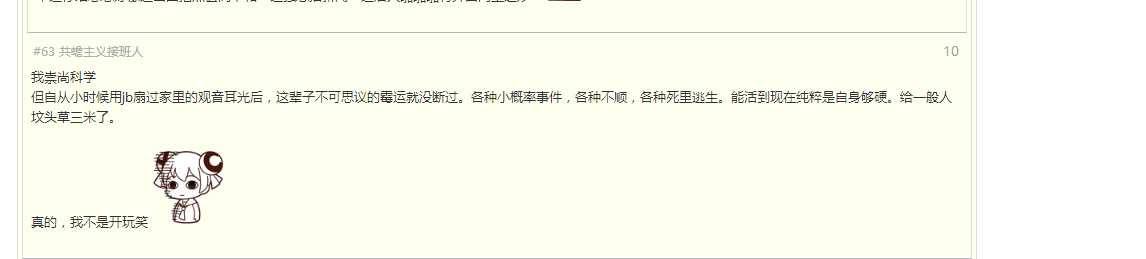 #63 共蟾主义接班人 10
我崇尚科学
但自从小时候用jb扇过家里的观音耳光后，这辈子不可思议的霉运就没断过。各种小概率事件，各种不顺，各种死里逃生。能活到现在纯粹是自身够硬。给一般人
坟头草三米了。
真的，我不是开玩笑